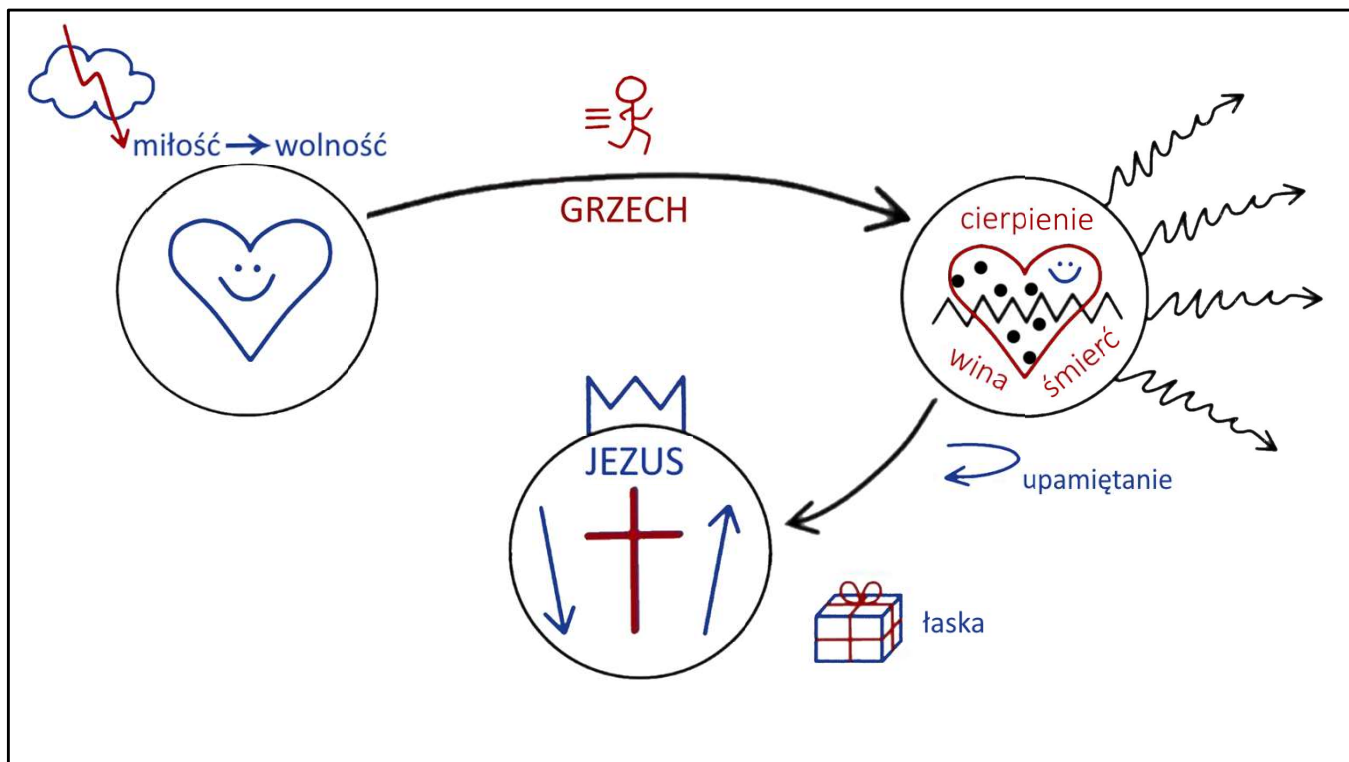 miłość → wolność
GRZECH
cierpienie
wina
śmierć
JEZUS
upamiętanie
łaska